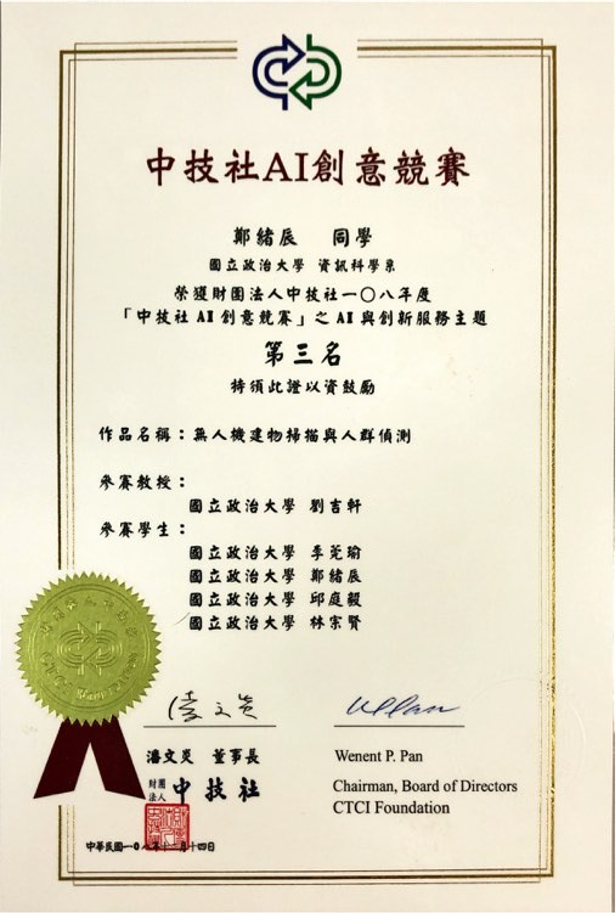 中技社AI創意競賽
鄭緒辰 同學
國立政治大學 資訊科學系
榮獲財團法人中技社一〇八年度
「中技社 AI 創意競賽」之 AI 與創新服務主題
第三名
特頒此證以資鼓勵
作品名稱：無人機建物掃描與人群偵測
參賽教授：
國立政治大學 劉吉軒
參賽學生：
國立政治大學 李莞瑜
國立政治大學 鄭緒辰
國立政治大學 邱庭毅
國立政治大學 林宗賢
潘文炎 董事長
財團法人 中技社
Wenent P. Pan
Chairman, Board of Directors
CTCI Foundation
中華民國一〇八年十二月十四日